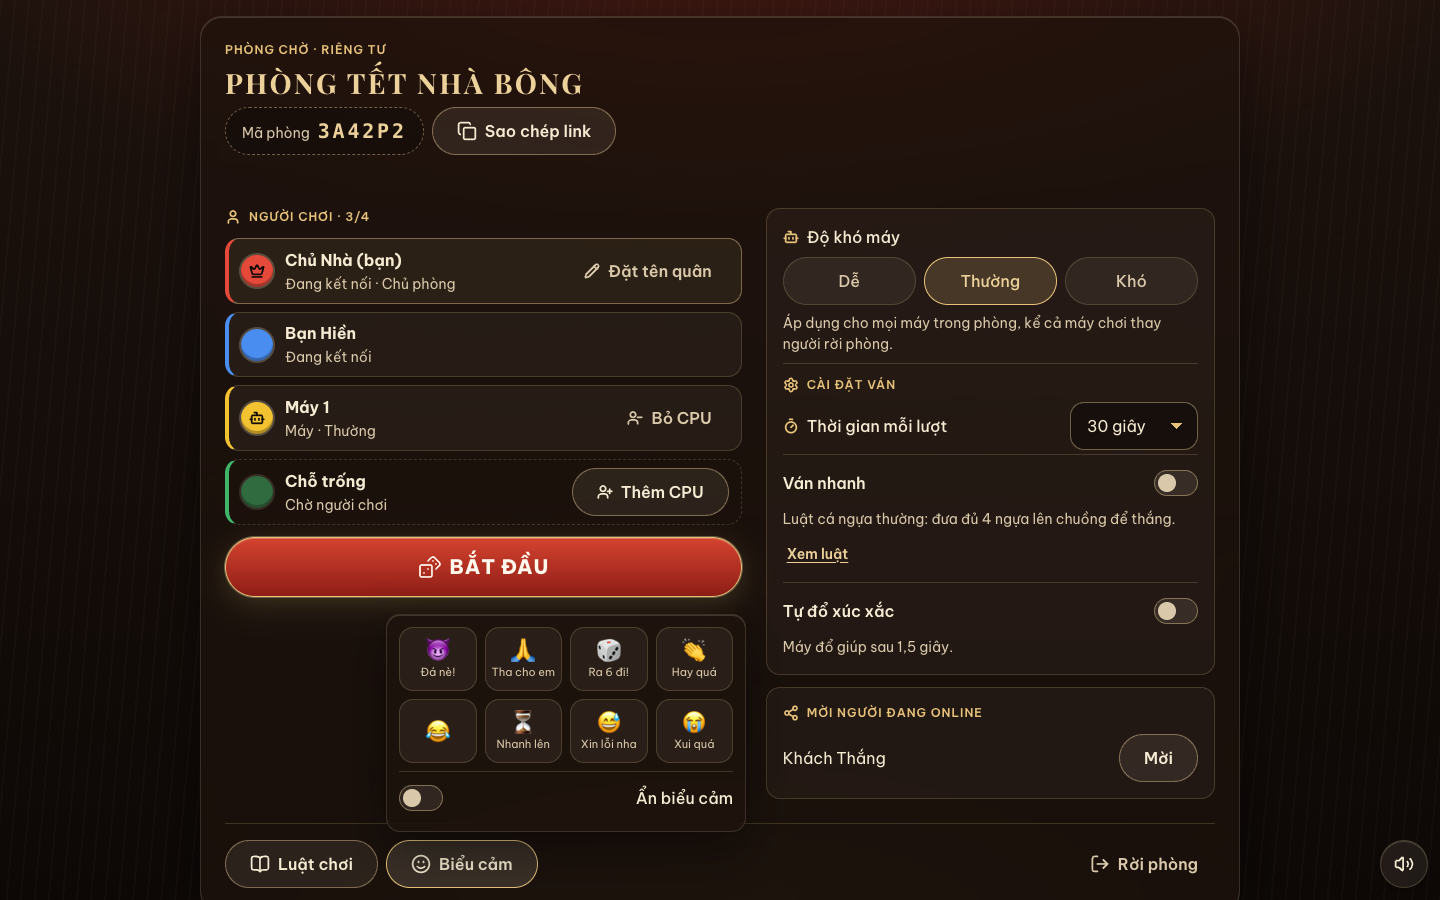 PHÒNG CHỜ · RIÊNG TƯ
PHÒNG TẾT NHÀ BÔNG
Mã phòng 3A42P2
Sao chép link
NGƯỜI CHƠI · 3/4
Chủ Nhà (bạn)
Đang kết nối · Chủ phòng
Đặt tên quân
Bạn Hiền
Đang kết nối
Máy 1
Máy · Thường
Bỏ CPU
Chỗ trống
Chờ người chơi
Thêm CPU
BẮT ĐẦU
Đá nè!
Tha cho em
Ra 6 đi!
Hay quá
Nhanh lên
Xin lỗi nha
Xui quá
Ẩn biểu cảm
Độ khó máy
Dễ
Thường
Khó
Áp dụng cho mọi máy trong phòng, kể cả máy chơi thay
người rời phòng.
CÀI ĐẶT VÁN
Thời gian mỗi lượt
30 giây
Ván nhanh
Luật cá ngựa thường: đưa đủ 4 ngựa lên chuồng để thắng.
Xem luật
Tự đổ xúc xắc
Máy đổ giúp sau 1,5 giây.
MỜI NGƯỜI ĐANG ONLINE
Khách Thắng
Mời
Luật chơi
Biểu cảm
Rời phòng